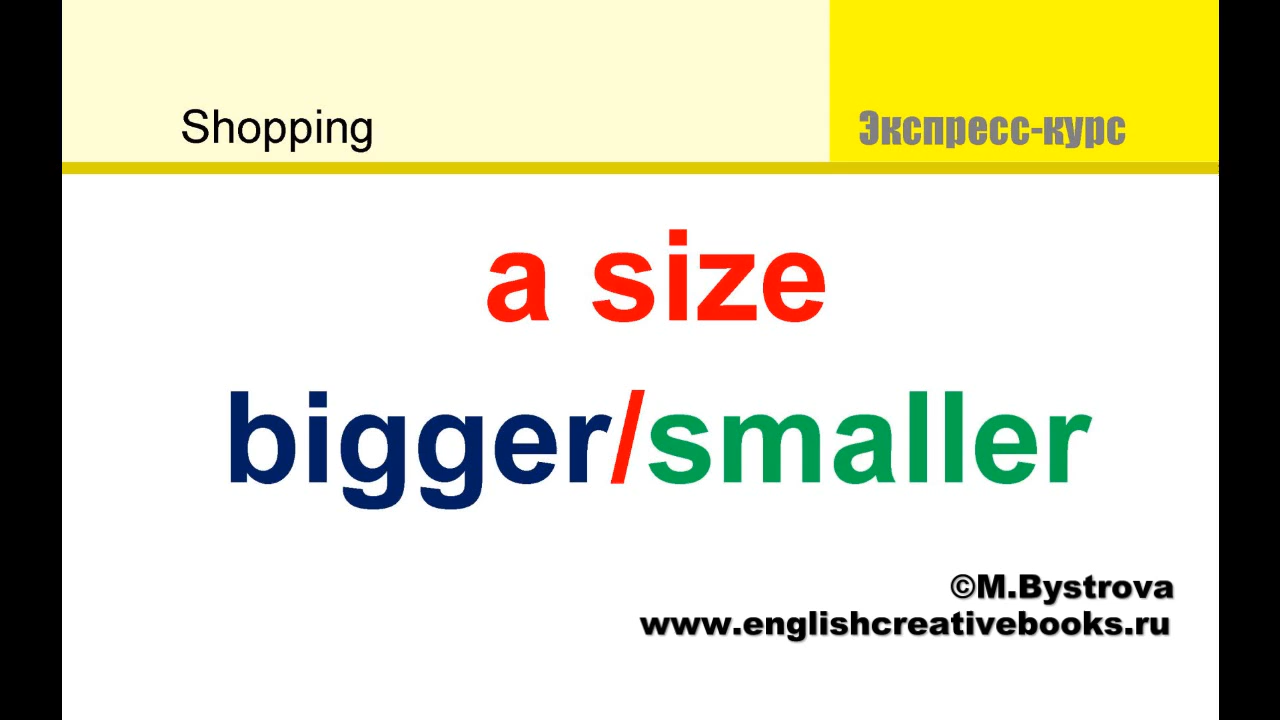 Shopping
Экспресс-курс
a size
bigger/smaller
©M.Bystrova
www.englishcreativebooks.ru